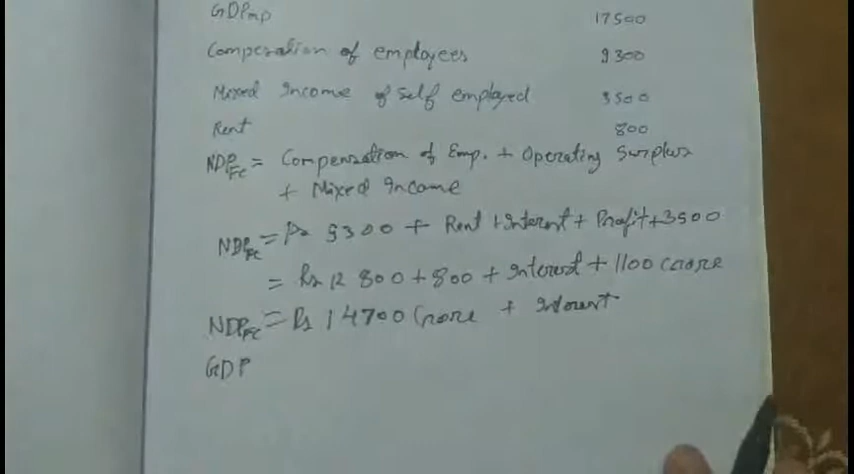 GDPmp 17500
Compesation of employees 9300
Mixed Income of self employed 3500
Rent 800
NDPFC = Compensation of Emp. + Operating Surplus
+ Mixed Income
NDPFC = Rs 9300 + Rent + Interest + Profit + 3500
= Rs 12800 + 800 + Interest + 1100 crore
NDPFC = Rs 14700 Crore + Interest
GDP